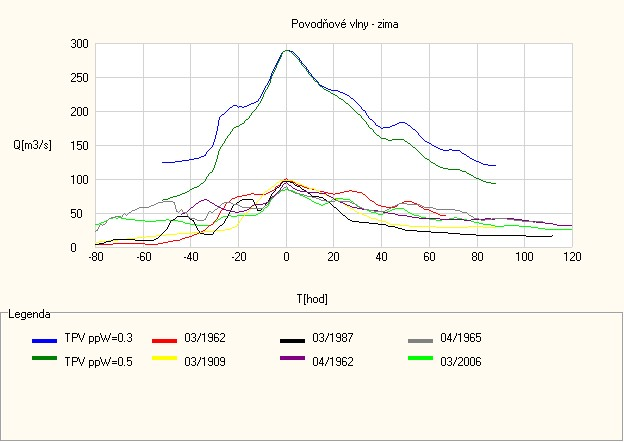 Povodňové vlny - zima
300
250
200
Q[m3/s]
150
100
50
0
-80 -60 -40 -20 0 20 40 60 80 100 120
T[hod]
Legenda
TPV ppW=0.3 03/1962 03/1987 04/1965
TPV ppW=0.5 03/1909 04/1962 03/2006